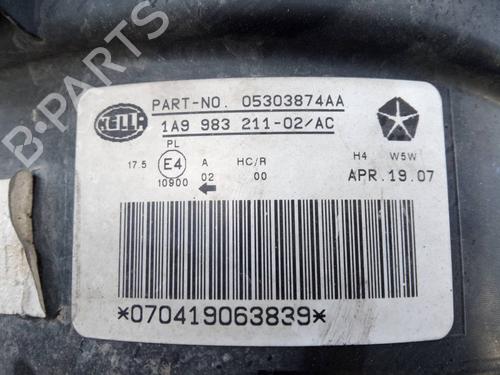 B-PARTS
HELLA
PART-NO. 05303874AA
1A9 983 211-02/AC
PL
17.5 E4 A HC/R H4 W5W
10900 02 00 APR.19.07
*070419063839*